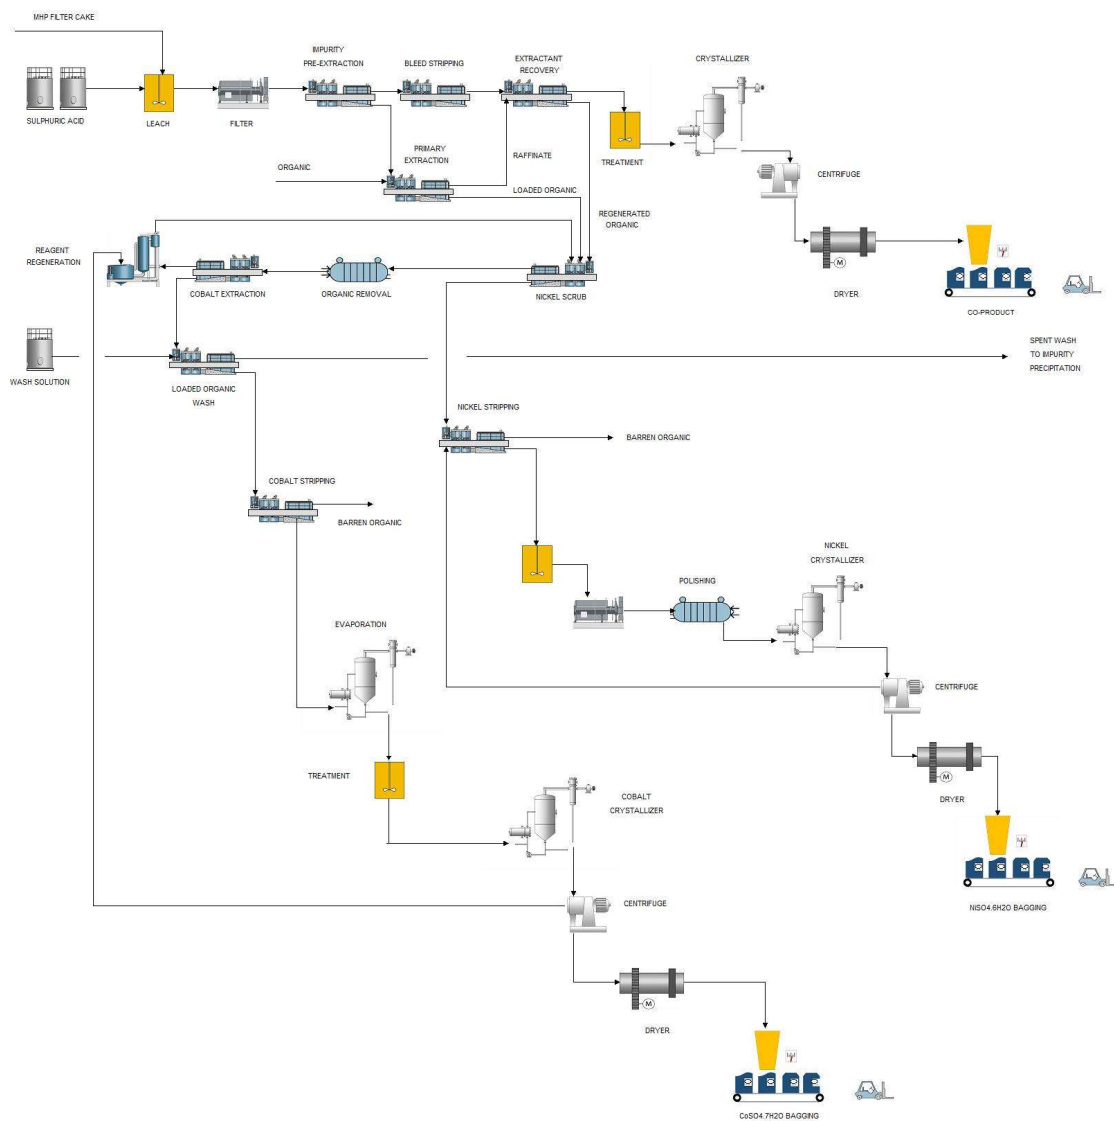 MHP FILTER CAKE
IMPURITY
PRE-EXTRACTION
BLEED STRIPPING
EXTRACTANT
RECOVERY
CRYSTALLIZER
SULPHURIC ACID
LEACH
FILTER
PRIMARY
EXTRACTION
RAFFINATE
TREATMENT
ORGANIC
CENTRIFUGE
LOADED ORGANIC
REGENERATED
ORGANIC
REAGENT
REGENERATION
COBALT EXTRACTION
ORGANIC REMOVAL
NICKEL SCRUB
M
DRYER
CO-PRODUCT
WASH SOLUTION
LOADED ORGANIC
WASH
SPENT WASH
TO IMPURITY
PRECIPITATION
NICKEL STRIPPING
BARREN ORGANIC
COBALT STRIPPING
BARREN ORGANIC
NICKEL
CRYSTALLIZER
POLISHING
EVAPORATION
CENTRIFUGE
TREATMENT
M
DRYER
COBALT
CRYSTALLIZER
NiSO4.6H2O BAGGING
CENTRIFUGE
M
DRYER
CoSO4.7H2O BAGGING